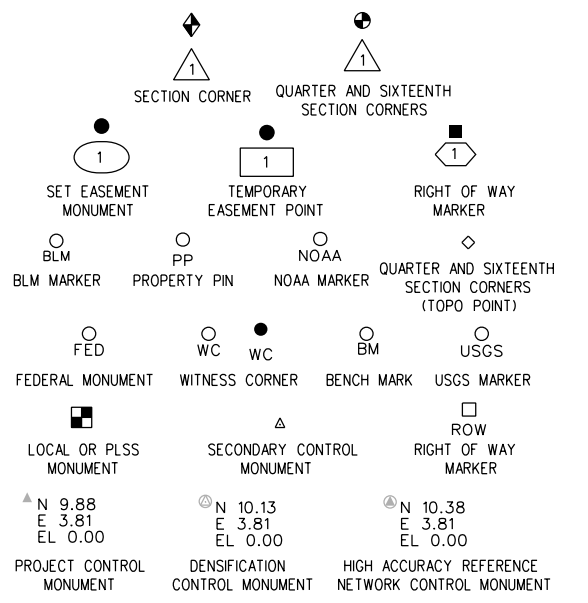 1
1
SECTION CORNER
QUARTER AND SIXTEENTH
SECTION CORNERS
1
1
1
SET EASEMENT
MONUMENT
TEMPORARY
EASEMENT POINT
RIGHT OF WAY
MARKER
BLM
BLM MARKER
PP
PROPERTY PIN
NOAA
NOAA MARKER
QUARTER AND SIXTEENTH
SECTION CORNERS
(TOPO POINT)
FED
FEDERAL MONUMENT
WC
WC
WITNESS CORNER
BM
BENCH MARK
USGS
USGS MARKER
LOCAL OR PLSS
MONUMENT
SECONDARY CONTROL
MONUMENT
ROW
RIGHT OF WAY
MARKER
N 9.88
E 3.81
EL 0.00
PROJECT CONTROL
MONUMENT
N 10.13
E 3.81
EL 0.00
DENSIFICATION
CONTROL MONUMENT
N 10.38
E 3.81
EL 0.00
HIGH ACCURACY REFERENCE
NETWORK CONTROL MONUMENT